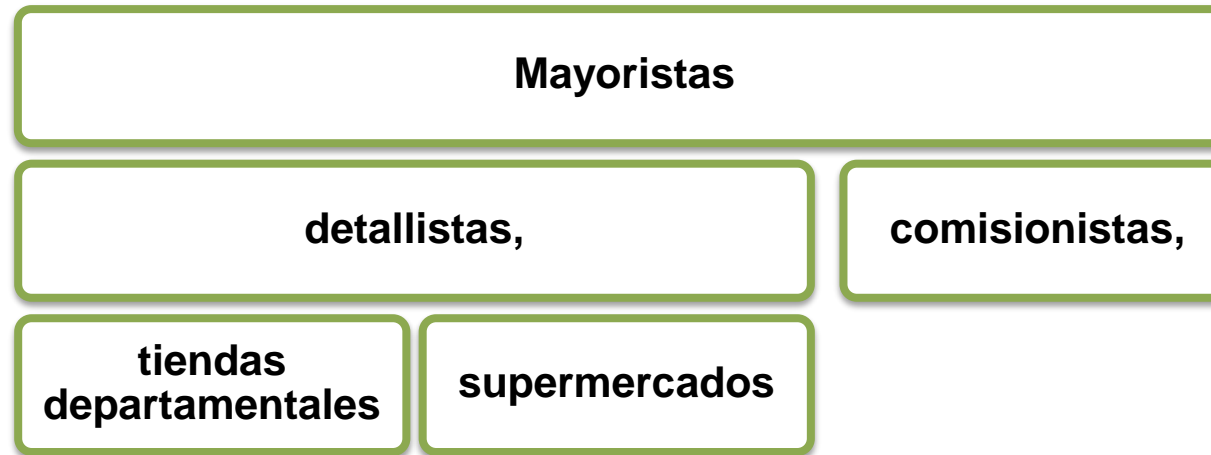 Mayoristas
detallistas,
comisionistas,
tiendas
departamentales
supermercados